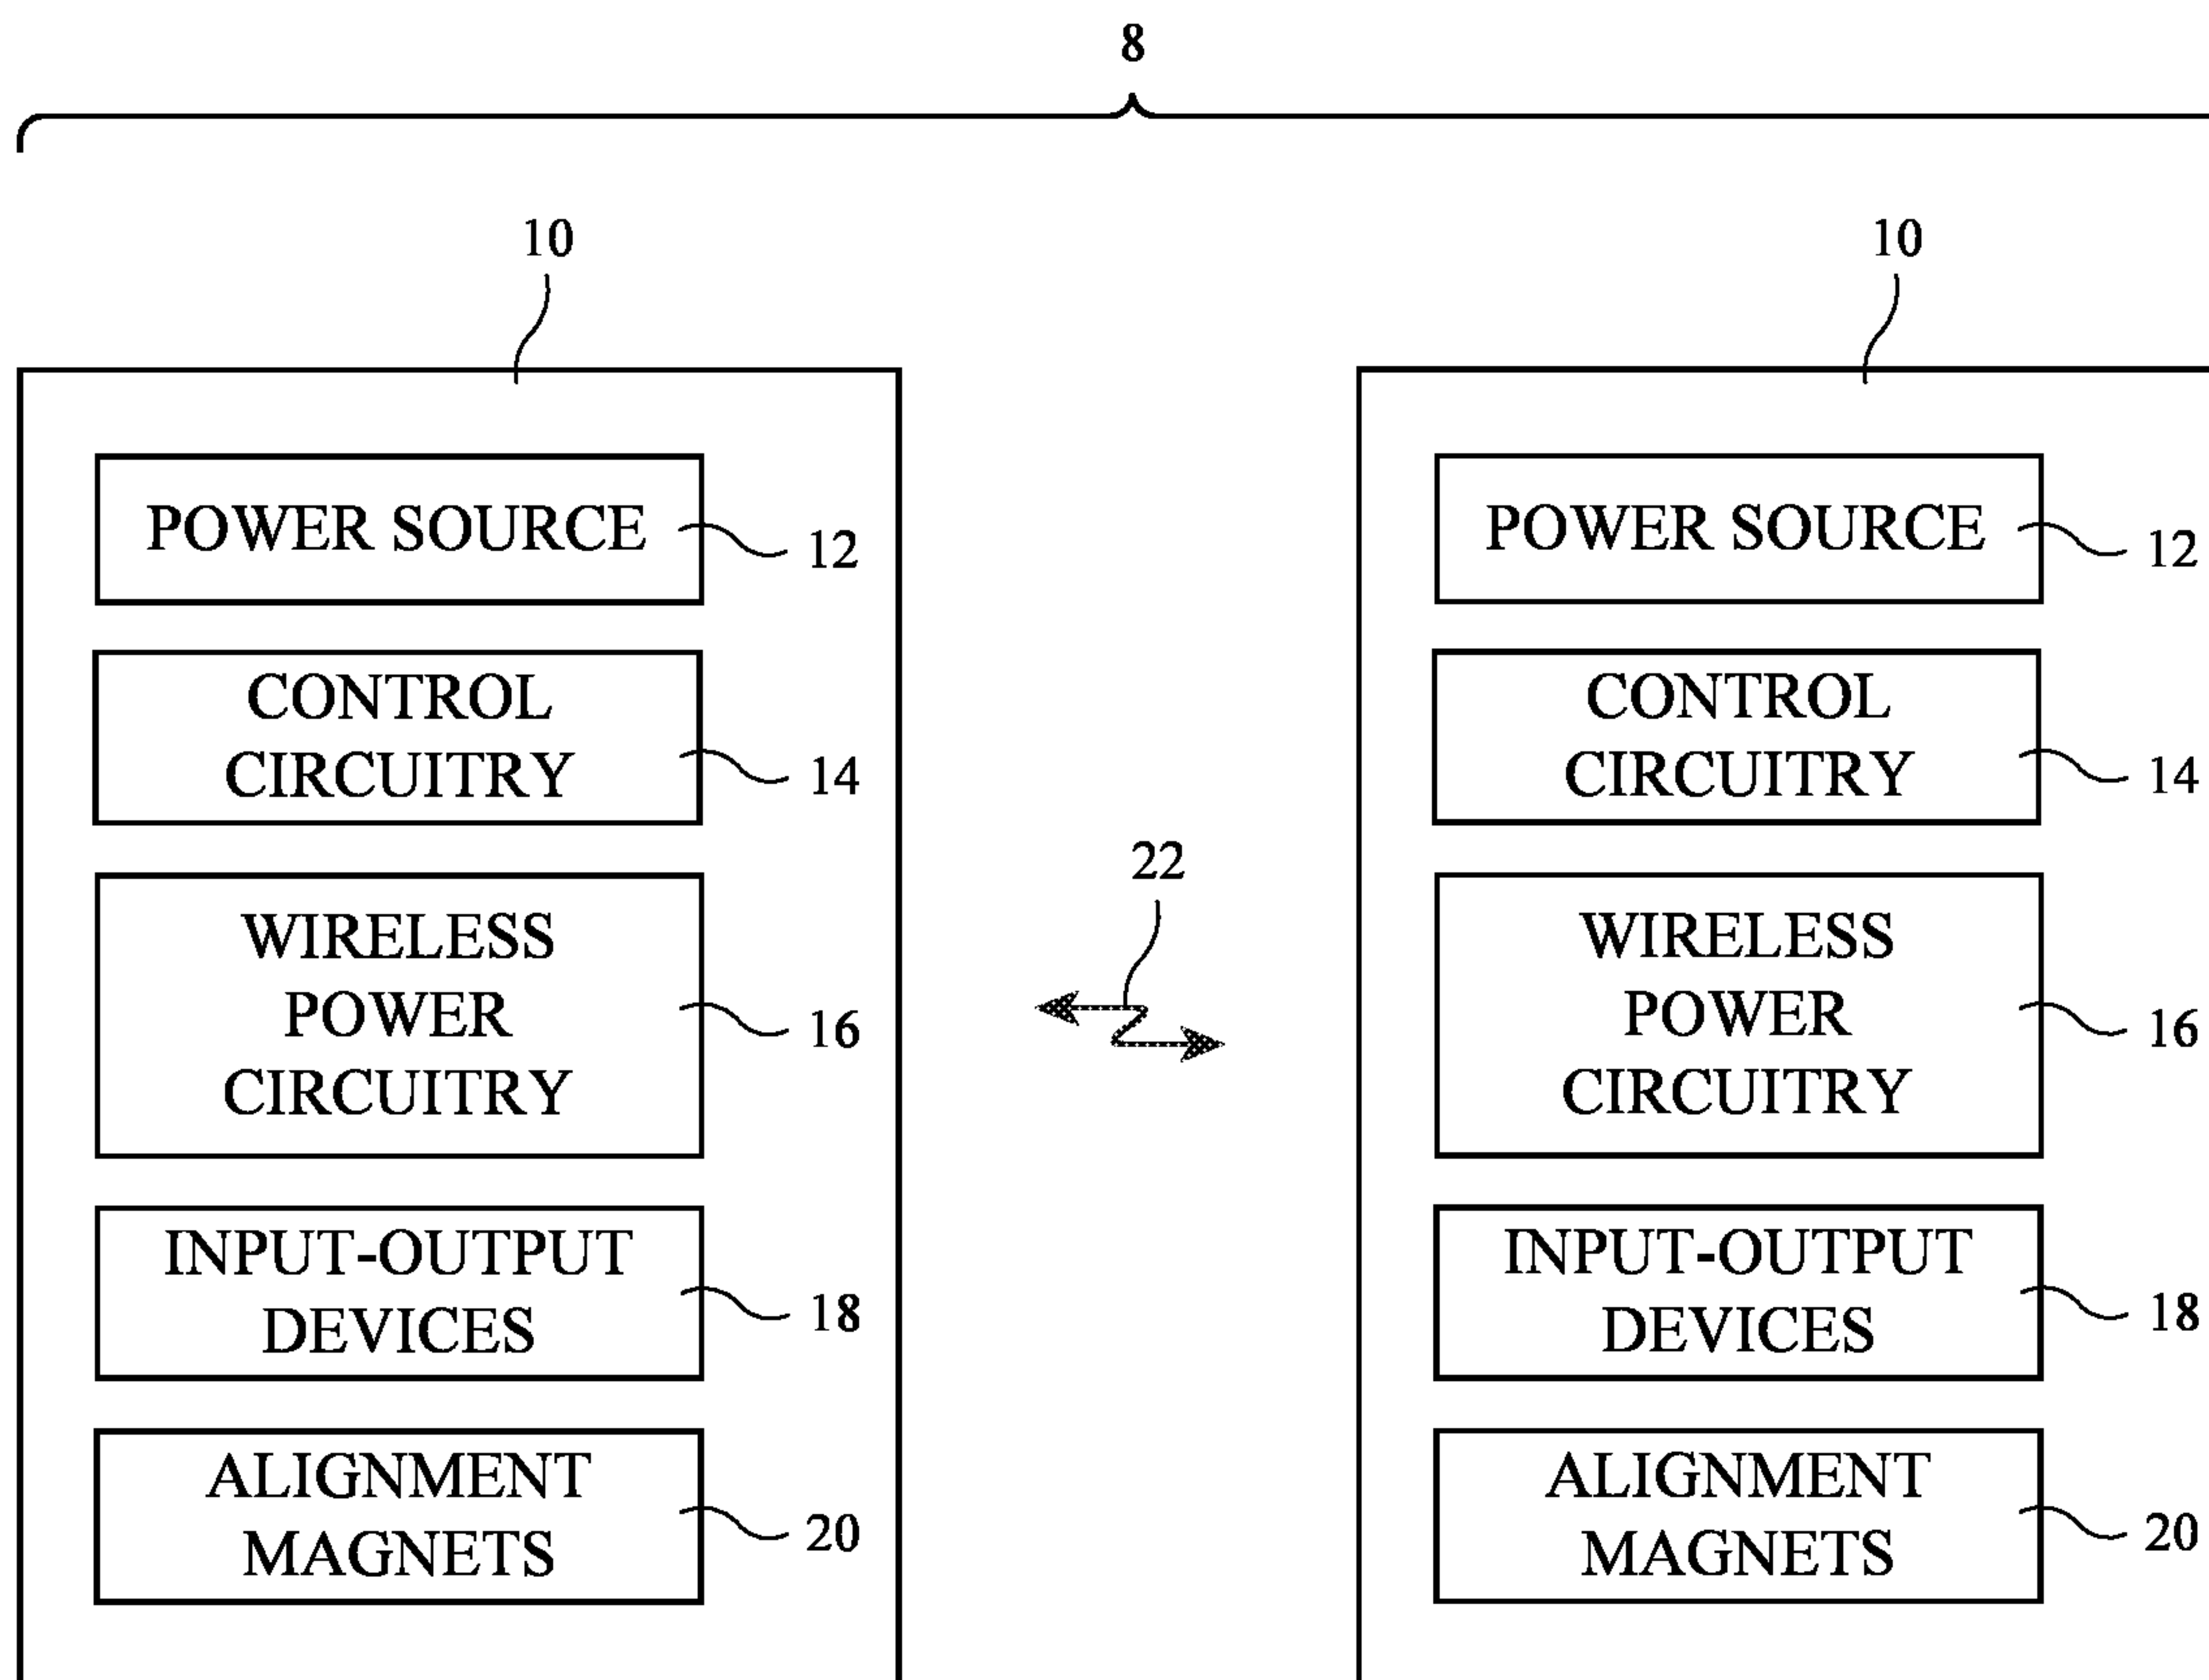 8
10
POWER SOURCE
12
CONTROL
CIRCUITRY
14
WIRELESS
POWER
CIRCUITRY
16
INPUT-OUTPUT
DEVICES
18
ALIGNMENT
MAGNETS
20
22
10
POWER SOURCE
12
CONTROL
CIRCUITRY
14
WIRELESS
POWER
CIRCUITRY
16
INPUT-OUTPUT
DEVICES
18
ALIGNMENT
MAGNETS
20